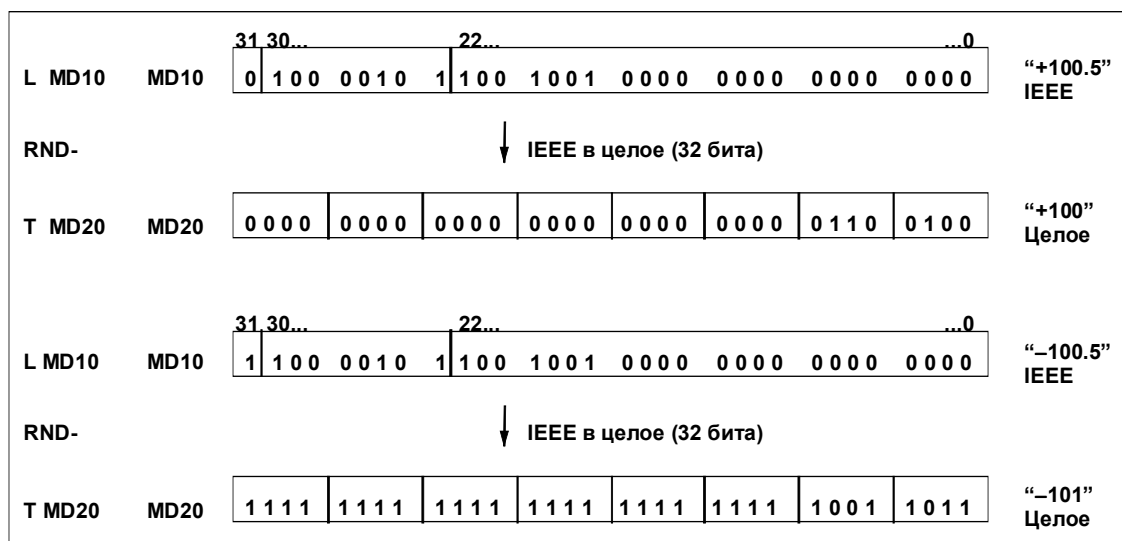 31 30... 22... ...0
L MD10 MD10 0 100 0010 1 100 1001 0000 0000 0000 0000 “+100.5” IEEE
RND- IEEE в целое (32 бита)
T MD20 MD20 0000 0000 0000 0000 0000 0000 0110 0100 “+100” Целое
31 30... 22... ...0
L MD10 MD10 1 100 0010 1 100 1001 0000 0000 0000 0000 “–100.5” IEEE
RND- IEEE в целое (32 бита)
T MD20 MD20 1111 1111 1111 1111 1111 1111 1001 1011 “–101” Целое